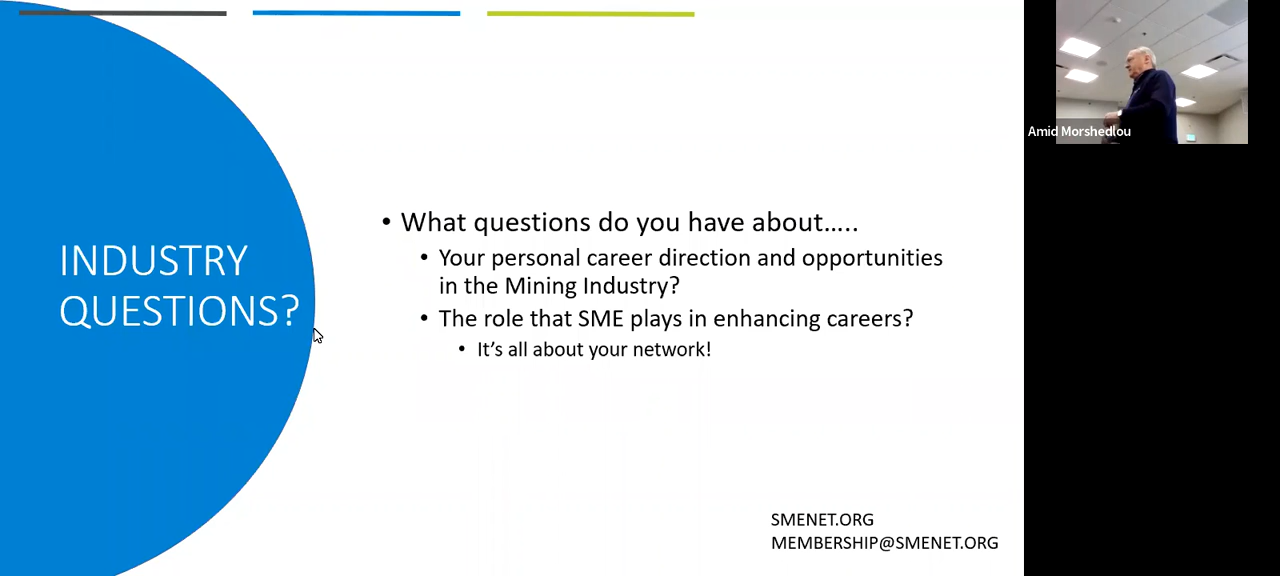 INDUSTRY
QUESTIONS?
• What questions do you have about…..
• Your personal career direction and opportunities
in the Mining Industry?
• The role that SME plays in enhancing careers?
• It’s all about your network!
SMENET.ORG
MEMBERSHIP@SMENET.ORG
Amid Morshedlou